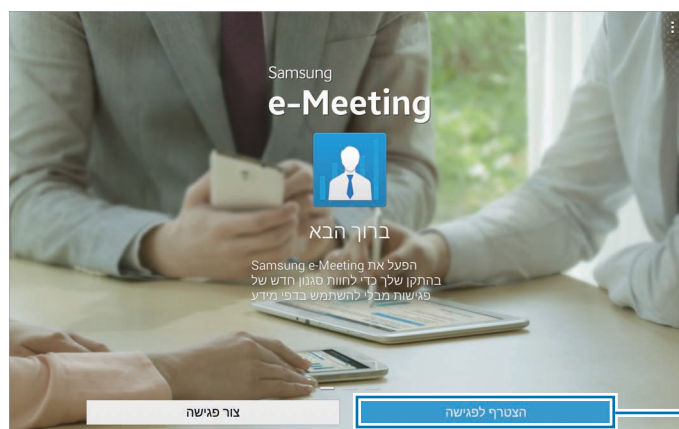 Samsung
e-Meeting
ברוך הבא
הפעל את Samsung e-Meeting
בהתקן שלך כדי לחוות סגנון חדש של
פגישות מבלי להשתמש בדפי מידע
צור פגישה
הצטרף לפגישה